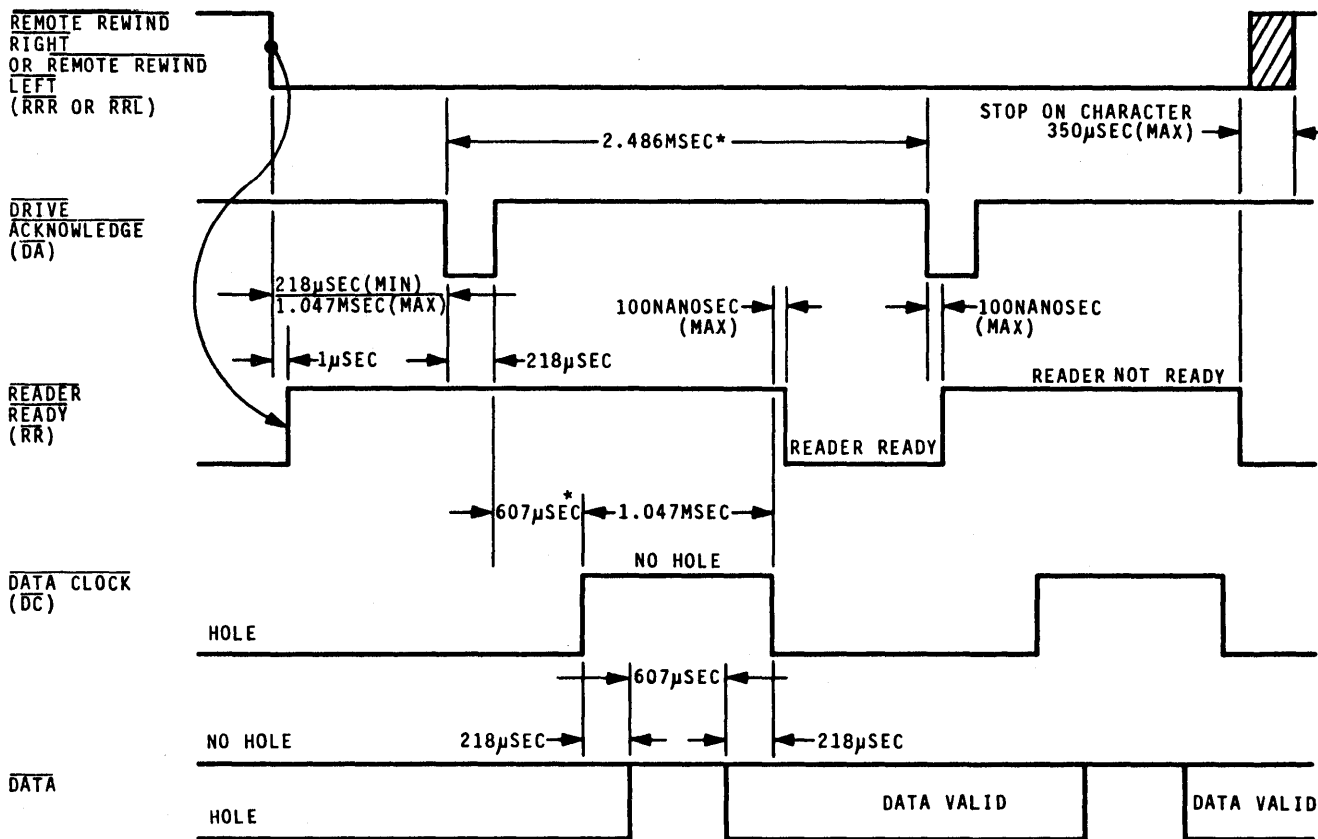 REMOTE REWIND
RIGHT
OR REMOTE REWIND
LEFT
(RRR OR RRL)
STOP ON CHARACTER
350μSEC(MAX)
2.486MSEC*
DRIVE
ACKNOWLEDGE
(DA)
218μSEC(MIN)
1.047MSEC(MAX)
100NANOSEC
(MAX)
100NANOSEC
(MAX)
1μSEC
218μSEC
READER
READY
(RR)
READER NOT READY
READER READY
607μSEC*
1.047MSEC
NO HOLE
DATA CLOCK
(DC)
HOLE
607μSEC
NO HOLE
218μSEC
218μSEC
DATA
HOLE
DATA VALID
DATA VALID